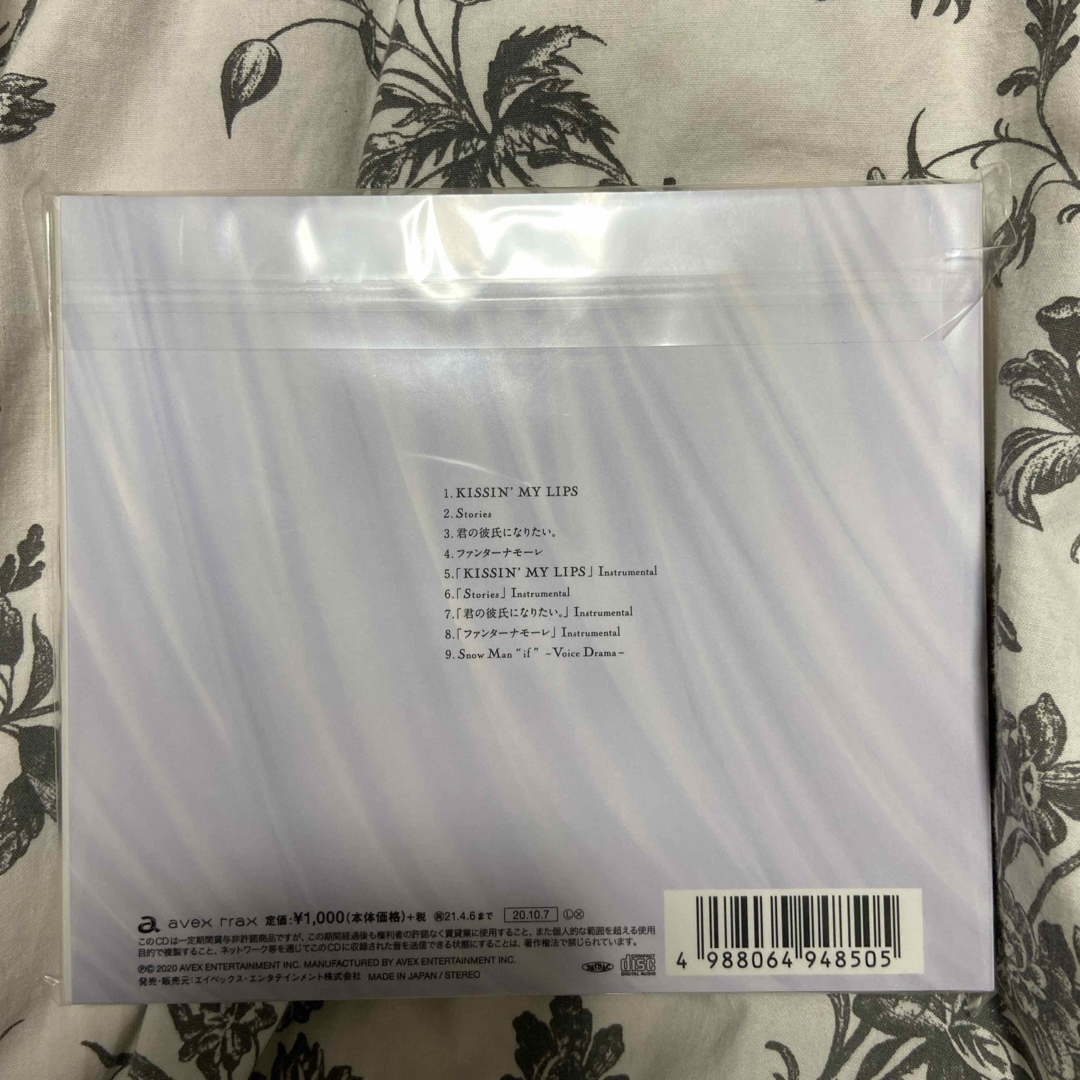 1. KISSIN' MY LIPS
2. Stories
3. 君の彼氏になりたい。
4. ファンターナモーレ
5.「KISSIN' MY LIPS」Instrumental
6.「Stories」Instrumental
7.「君の彼氏になりたい。」Instrumental
8.「ファンターナモーレ」Instrumental
9. Snow Man “if” ~Voice Drama~
a avex trax 定価:¥1,000(本体価格)+税 21.4.6まで 20.10.7 Ⓛ
このCDは一定期間貸与非許諾商品ですが、この期間経過後も権利者の許諾なく賃貸業に使用すること、また個人的な範囲を超える使用
目的で複製すること、ネットワーク等を通じてこのCDに収録された音を送信できる状態にすることは、著作権法で禁じられています。
Ⓟ© 2020 AVEX ENTERTAINMENT INC. MANUFACTURED BY AVEX ENTERTAINMENT INC.
発売・販売元:エイベックス・エンタテインメント株式会社 MADE IN JAPAN / STEREO
COMPACT disc DIGITAL AUDIO
4 988064 948505